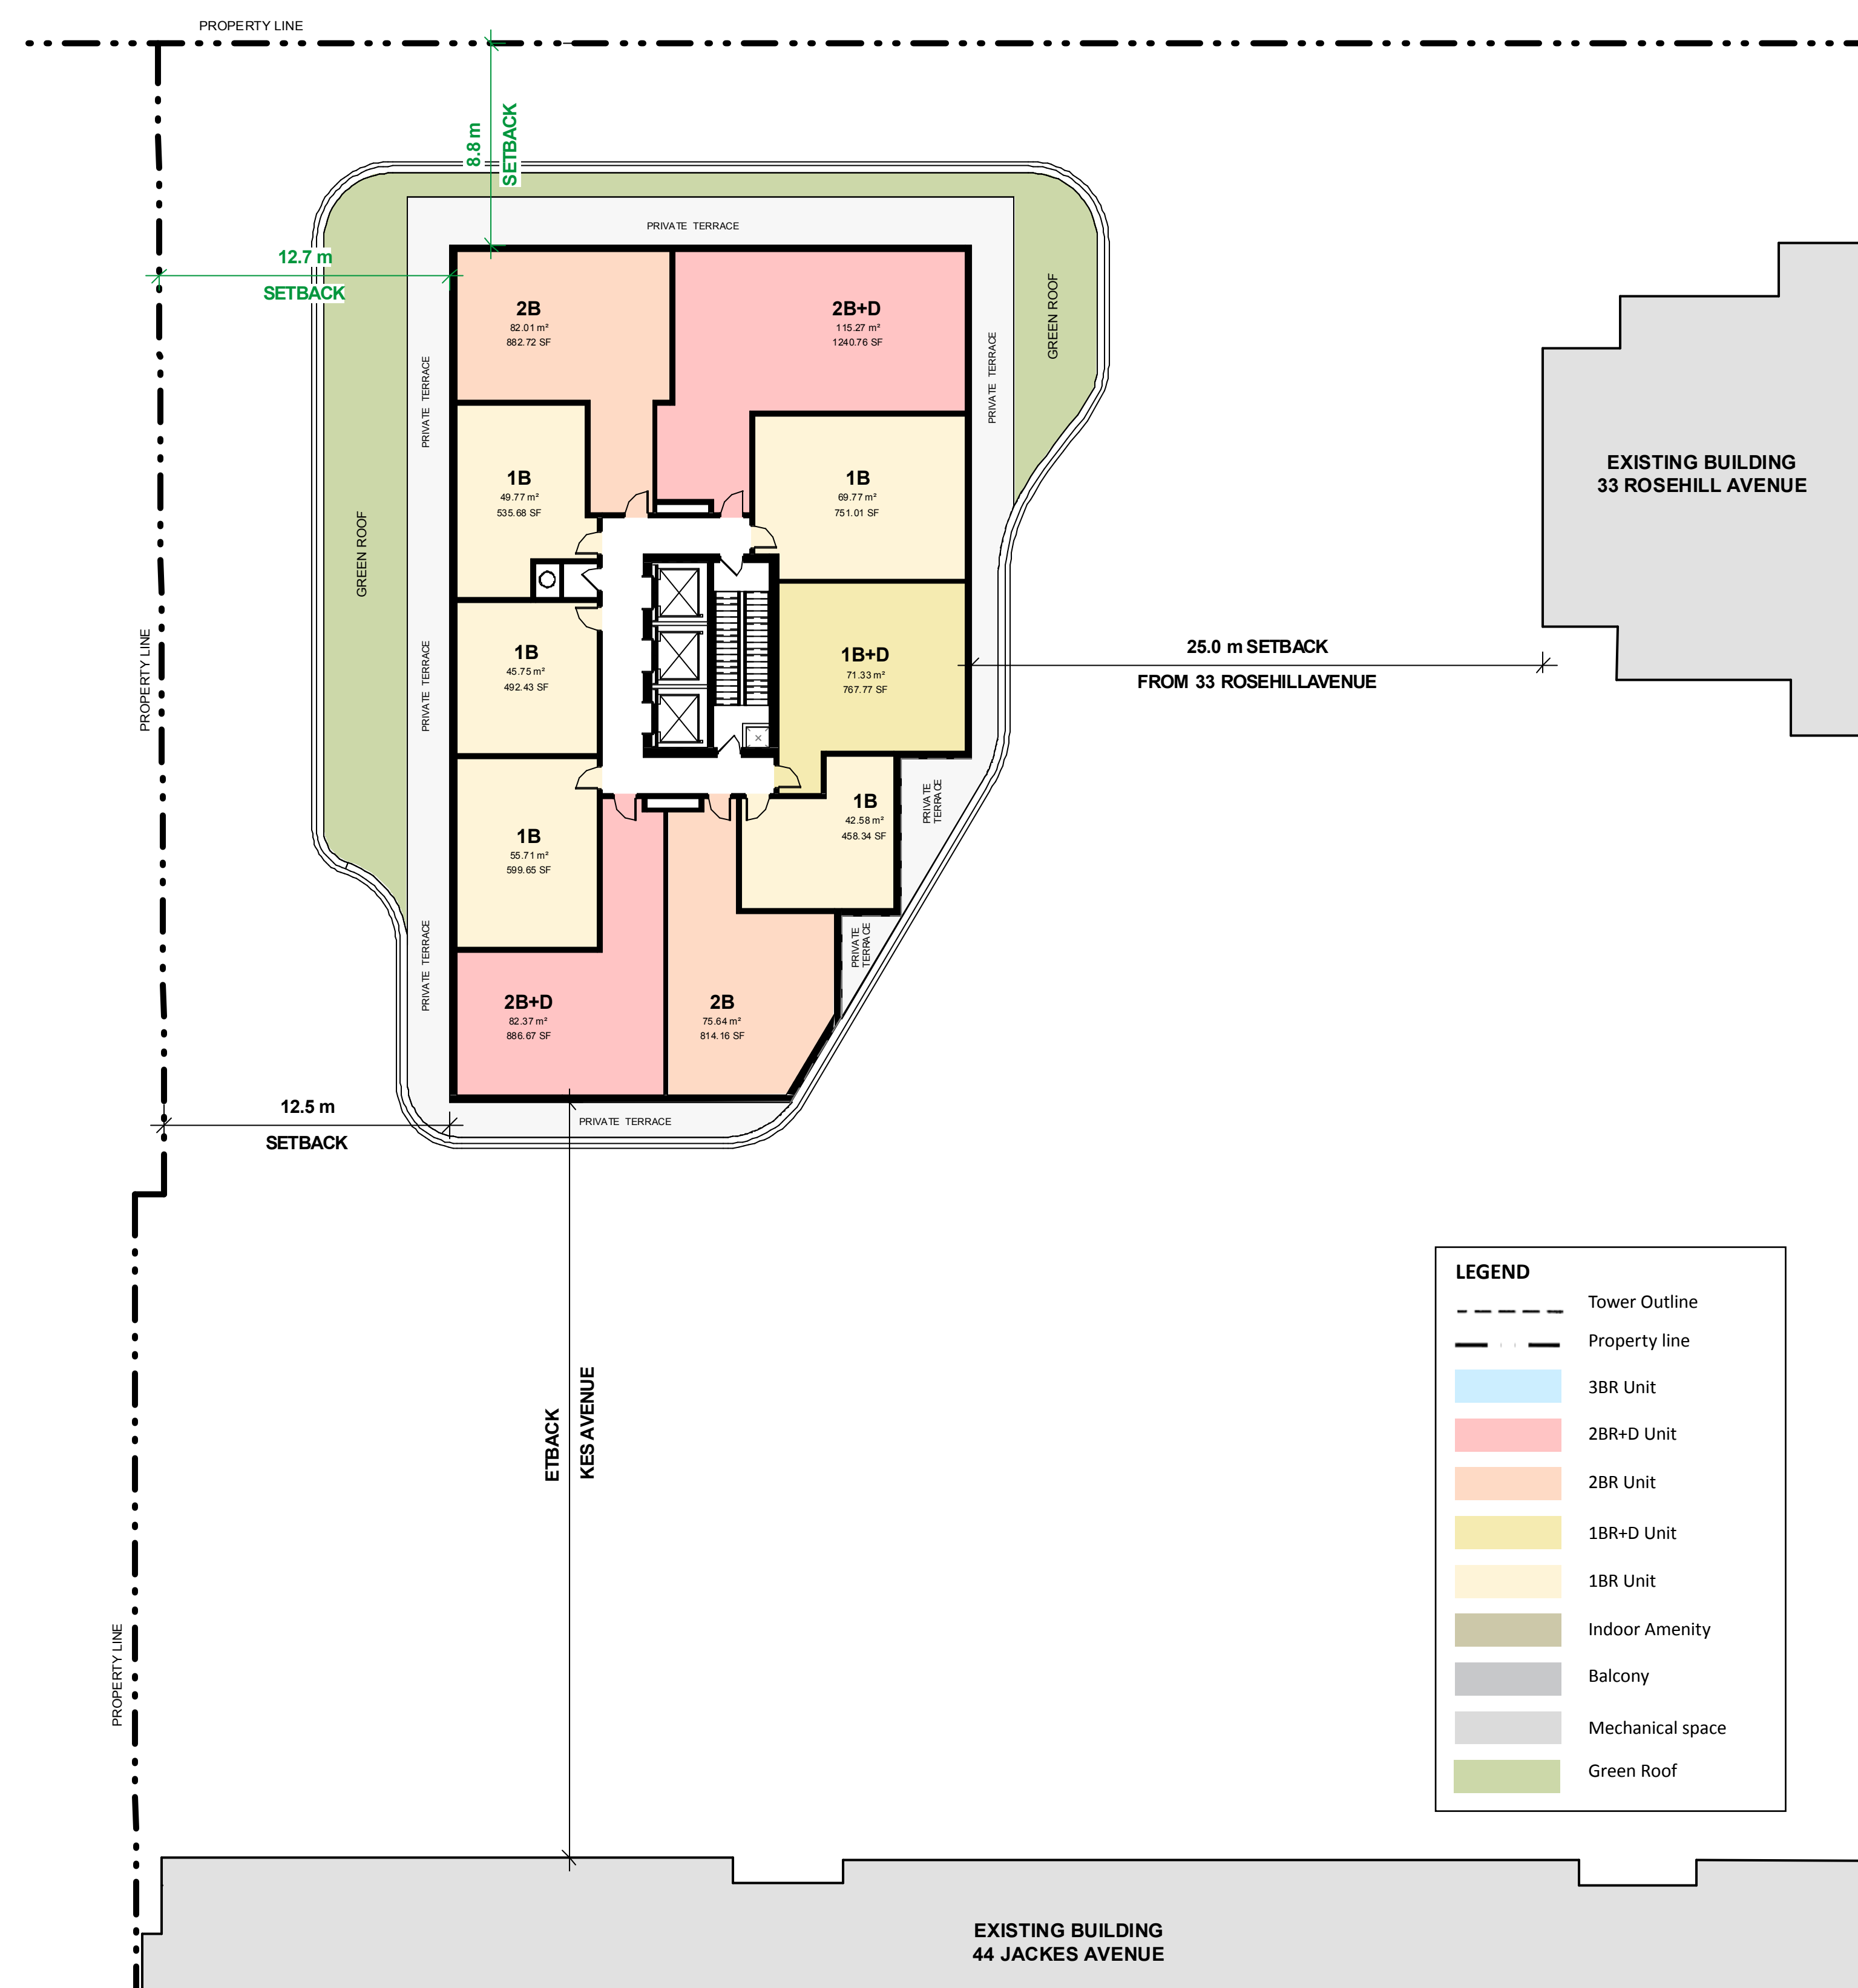 PROPERTY LINE
8.8 m
SETBACK
PRIVATE TERRACE
12.7 m
SETBACK
2B
82.01 m²
882.72 SF
2B+D
115.27 m²
1240.76 SF
GREEN ROOF
PRIVATE TERRACE
PRIVATE TERRACE
1B
49.77 m²
535.68 SF
1B
69.77 m²
751.01 SF
EXISTING BUILDING
33 ROSEHILL AVENUE
GREEN ROOF
PROPERTY LINE
PRIVATE TERRACE
1B
45.75 m²
492.43 SF
1B+D
71.33 m²
767.77 SF
25.0 m SETBACK
FROM 33 ROSEHILLAVENUE
1B
55.71 m²
599.65 SF
1B
42.58 m²
458.34 SF
PRIVATE
TERRACE
PRIVATE
TERRACE
PRIVATE TERRACE
2B+D
82.37 m²
886.67 SF
2B
75.64 m²
814.16 SF
12.5 m
SETBACK
PRIVATE TERRACE
ETBACK
KES AVENUE
PROPERTY LINE
LEGEND
Tower Outline
Property line
3BR Unit
2BR+D Unit
2BR Unit
1BR+D Unit
1BR Unit
Indoor Amenity
Balcony
Mechanical space
Green Roof
EXISTING BUILDING
44 JACKES AVENUE